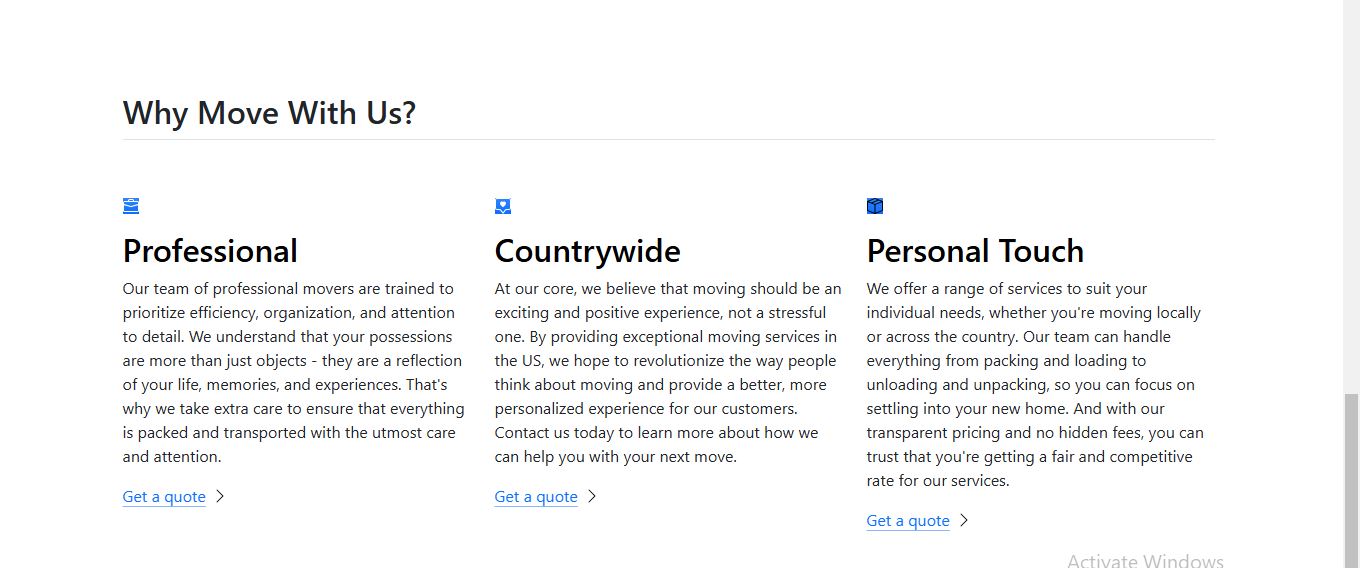 Why Move With Us?
Professional
Our team of professional movers are trained to
prioritize efficiency, organization, and attention
to detail. We understand that your possessions
are more than just objects - they are a reflection
of your life, memories, and experiences. That's
why we take extra care to ensure that everything
is packed and transported with the utmost care
and attention.
Get a quote
Countrywide
At our core, we believe that moving should be an
exciting and positive experience, not a stressful
one. By providing exceptional moving services in
the US, we hope to revolutionize the way people
think about moving and provide a better, more
personalized experience for our customers.
Contact us today to learn more about how we
can help you with your next move.
Get a quote
Personal Touch
We offer a range of services to suit your
individual needs, whether you're moving locally
or across the country. Our team can handle
everything from packing and loading to
unloading and unpacking, so you can focus on
settling into your new home. And with our
transparent pricing and no hidden fees, you can
trust that you're getting a fair and competitive
rate for our services.
Get a quote
Activate Windows